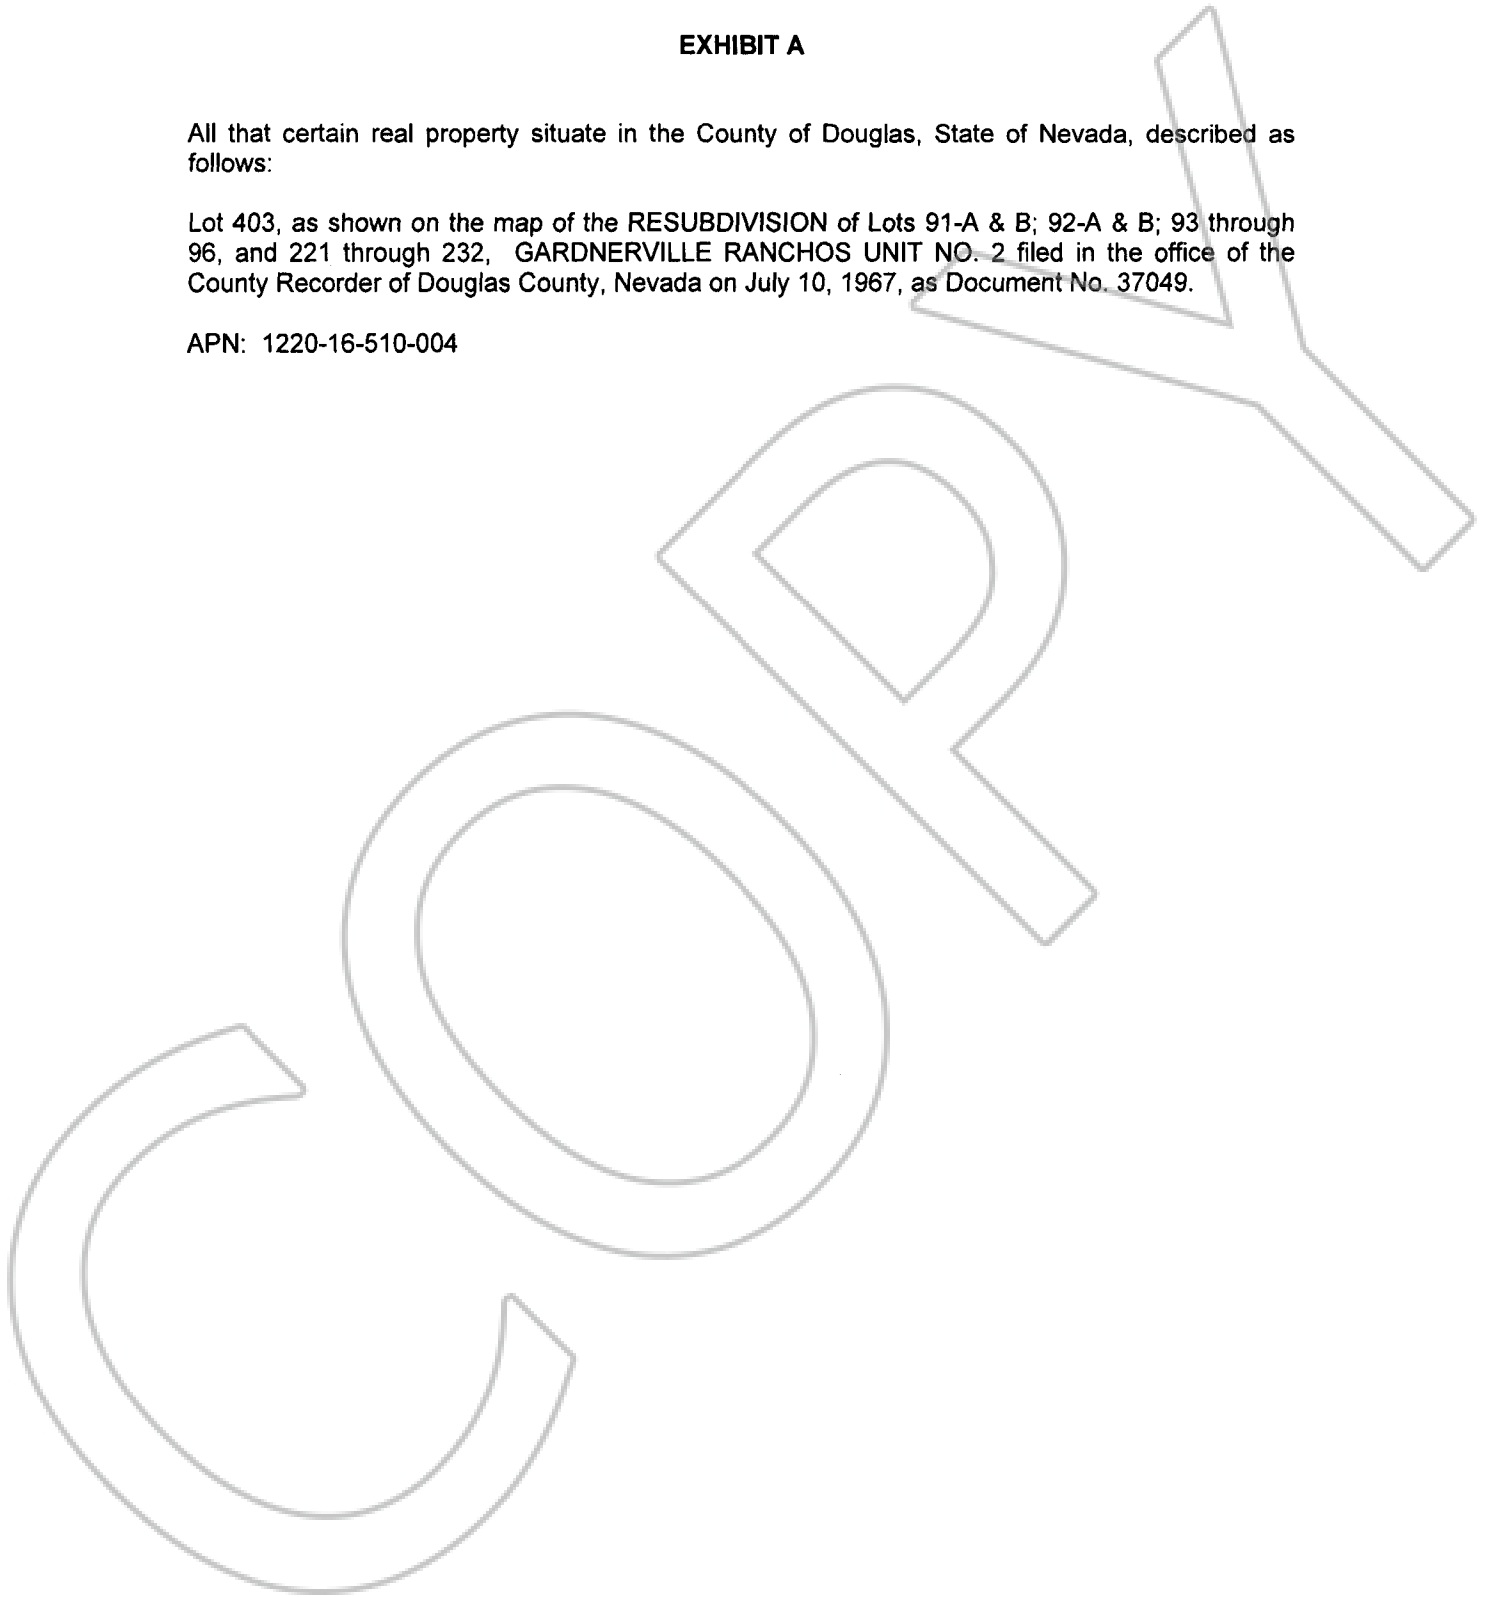 EXHIBIT A
All that certain real property situate in the County of Douglas, State of Nevada, described as
follows:
Lot 403, as shown on the map of the RESUBDIVISION of Lots 91-A & B; 92-A & B; 93 through
96, and 221 through 232, GARDNERVILLE RANCHOS UNIT NO. 2 filed in the office of the
County Recorder of Douglas County, Nevada on July 10, 1967, as Document No. 37049.
APN: 1220-16-510-004
COPY